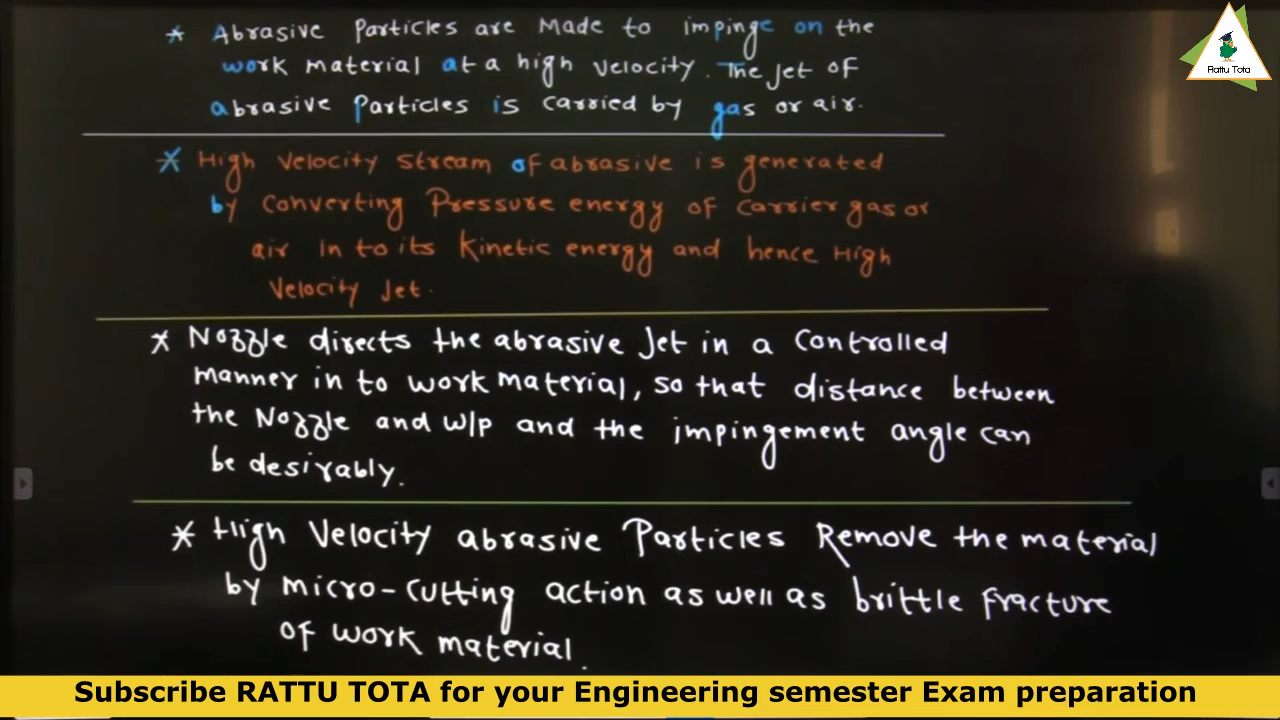 * Abrasive Particles are Made to impinge on the
work material at a high velocity. The jet of
abrasive Particles is carried by gas or air.
* High Velocity Stream of abrasive is generated
by Converting Pressure energy of Carrier gas or
air in to its Kinetic energy and hence High
Velocity Jet.
* Nozzle directs the abrasive Jet in a Controlled
manner in to work material, so that distance between
the Nozzle and w/p and the impingement angle can
be desirably.
* High Velocity abrasive Particles Remove the material
by micro-cutting action as well as brittle fracture
of work material.
Rattu Tota
Subscribe RATTU TOTA for your Engineering semester Exam preparation